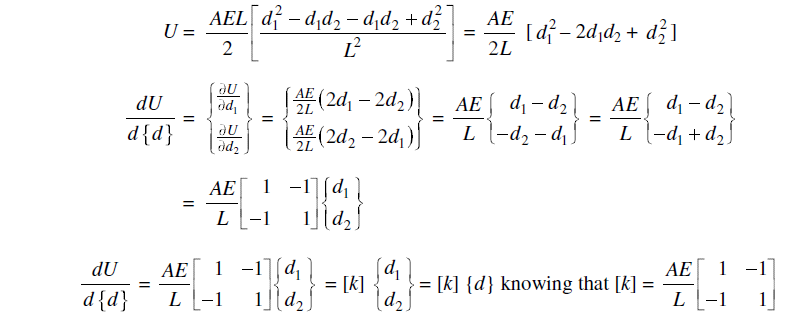 U = \frac{AEL}{2} \left[ \frac{d_1^2 - d_1 d_2 - d_1 d_2 + d_2^2}{L^2} \right] = \frac{AE}{2L} [ d_1^2 - 2d_1 d_2 + d_2^2 ]
\frac{dU}{d\{d\}} = \begin{Bmatrix} \frac{\partial U}{\partial d_1} \\ \frac{\partial U}{\partial d_2} \end{Bmatrix} = \begin{Bmatrix} \frac{AE}{2L}(2d_1 - 2d_2) \\ \frac{AE}{2L}(2d_2 - 2d_1) \end{Bmatrix} = \frac{AE}{L} \begin{Bmatrix} d_1 - d_2 \\ -d_2 - d_1 \end{Bmatrix} = \frac{AE}{L} \begin{Bmatrix} d_1 - d_2 \\ -d_1 + d_2 \end{Bmatrix}
= \frac{AE}{L} \begin{bmatrix} 1 & -1 \\ -1 & 1 \end{bmatrix} \begin{Bmatrix} d_1 \\ d_2 \end{Bmatrix}
\frac{dU}{d\{d\}} = \frac{AE}{L} \begin{bmatrix} 1 & -1 \\ -1 & 1 \end{bmatrix} \begin{Bmatrix} d_1 \\ d_2 \end{Bmatrix} = [k] \begin{Bmatrix} d_1 \\ d_2 \end{Bmatrix} = [k] \{d\} knowing that [k] = \frac{AE}{L} \begin{bmatrix} 1 & -1 \\ -1 & 1 \end{bmatrix}